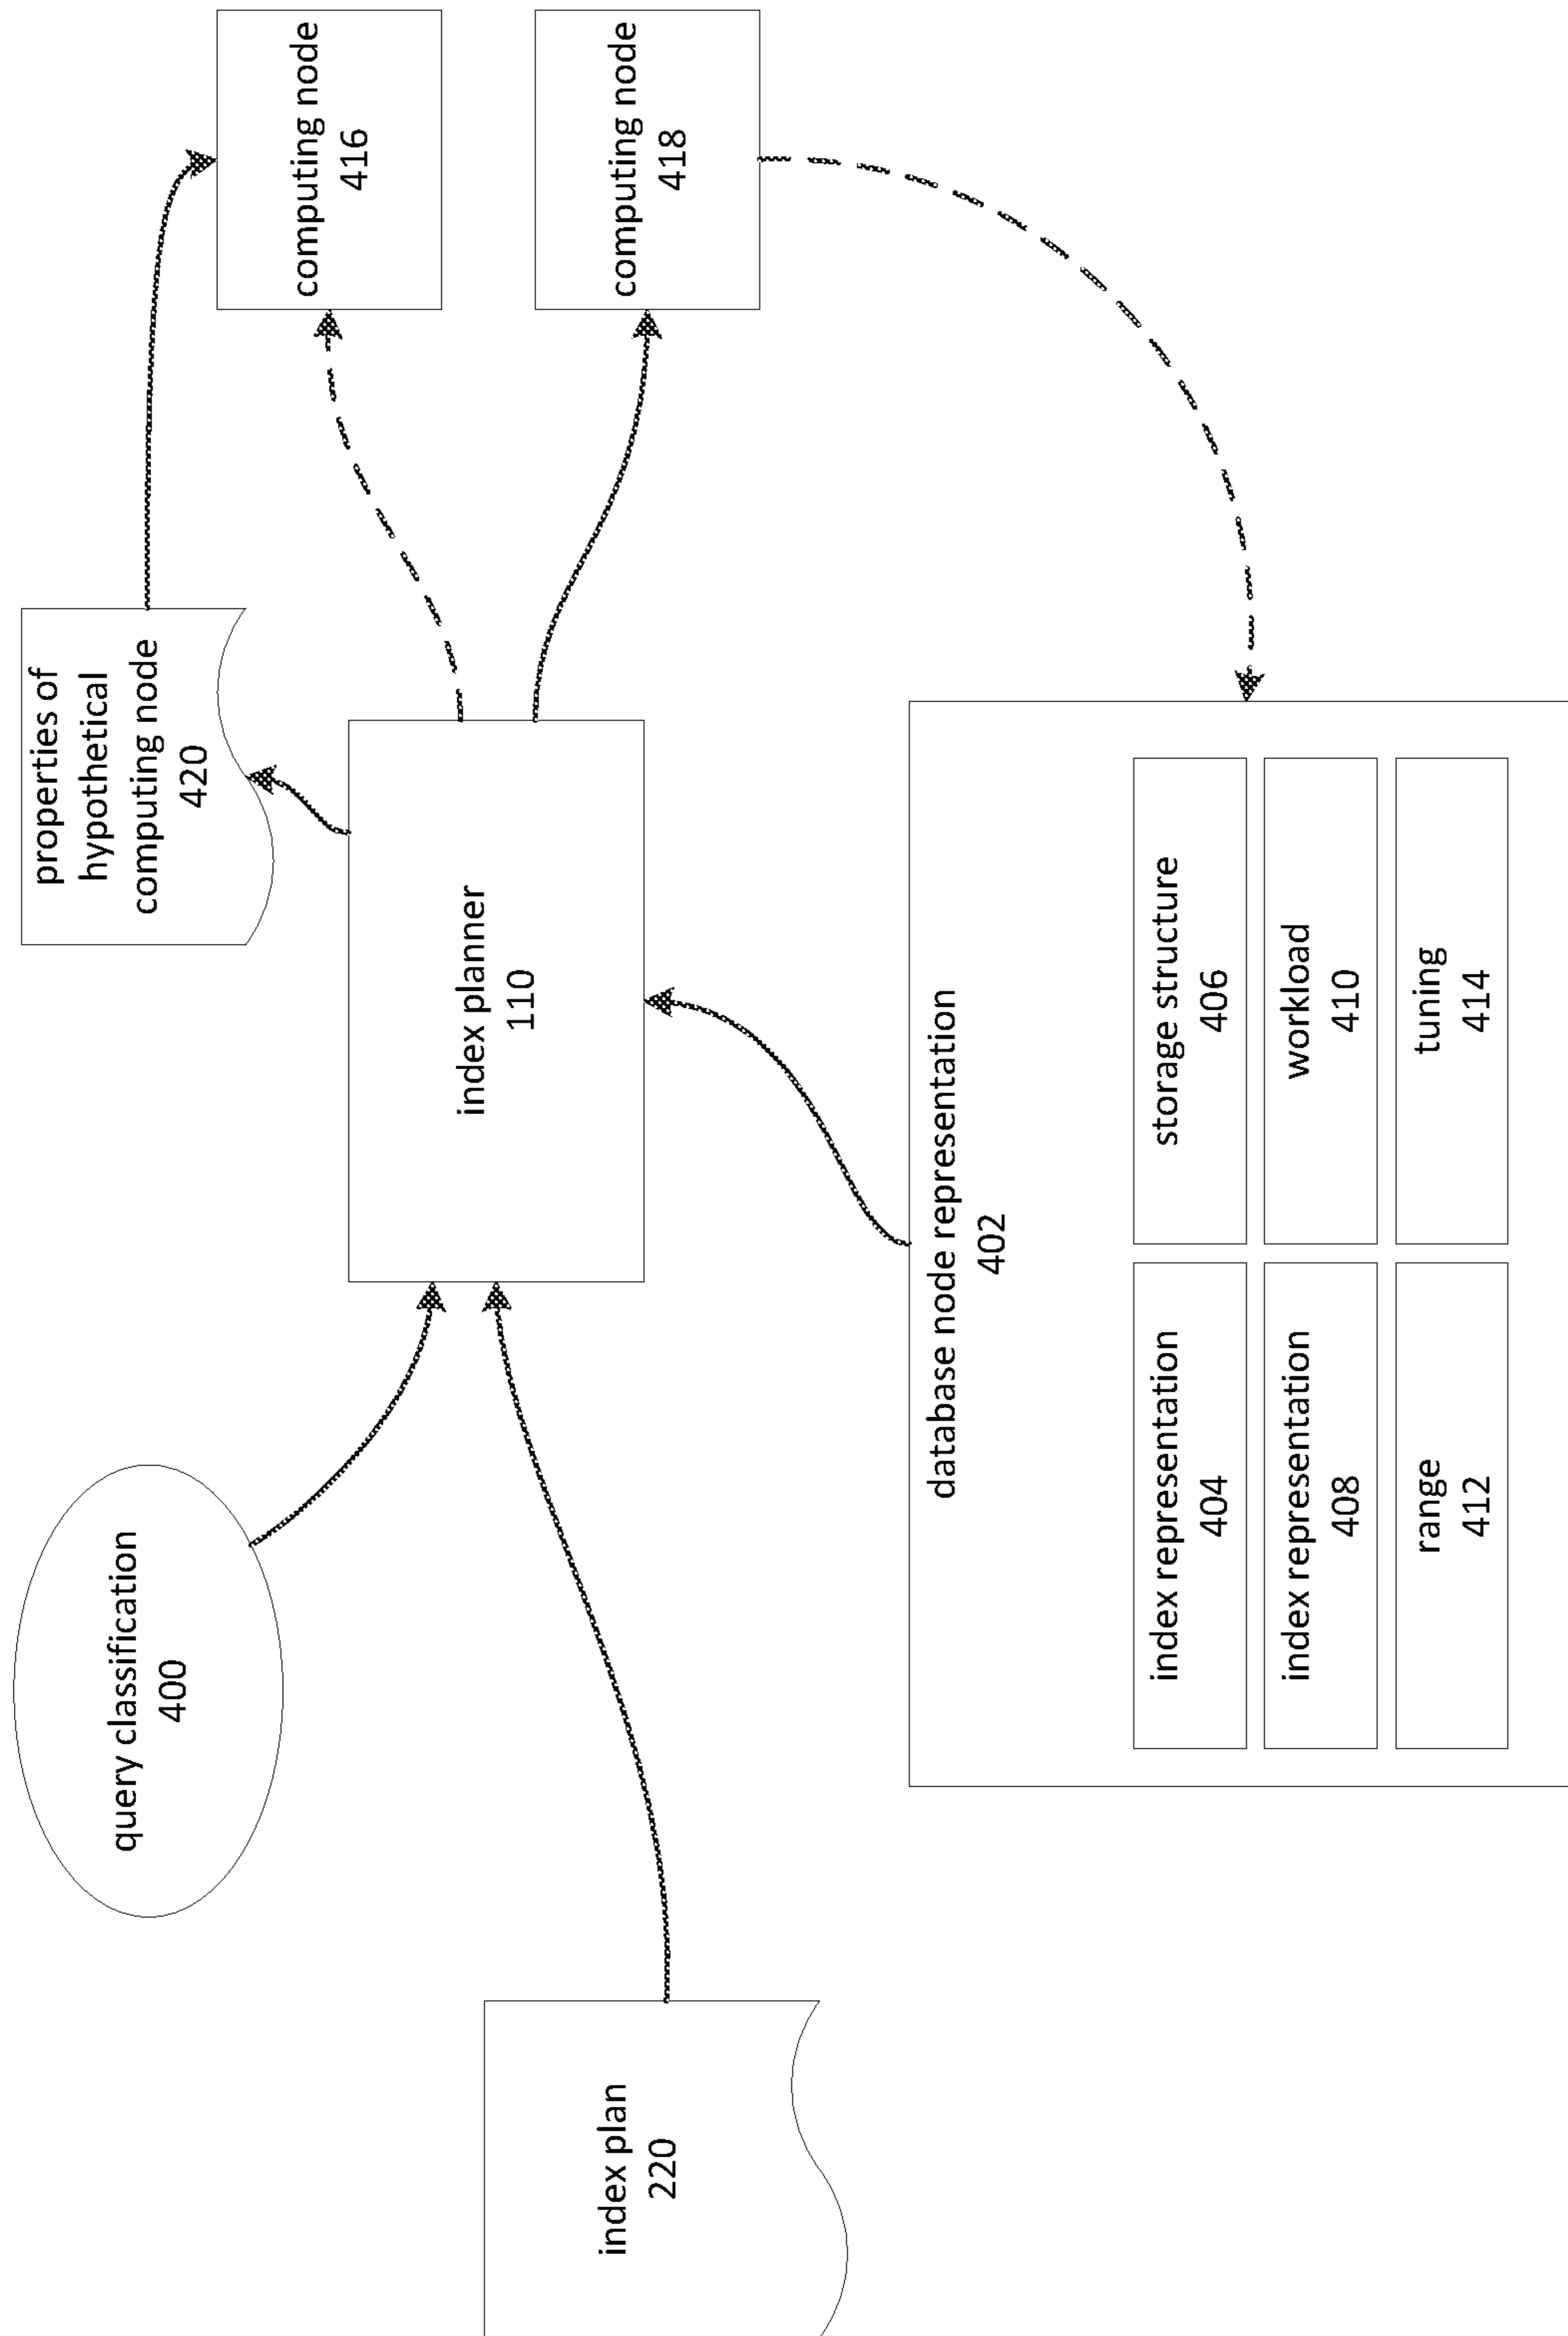 query classification
400
index plan
220
index planner
110
properties of
hypothetical
computing node
420
computing node
416
computing node
418
database node representation
402
index representation
404
storage structure
406
index representation
408
workload
410
range
412
tuning
414